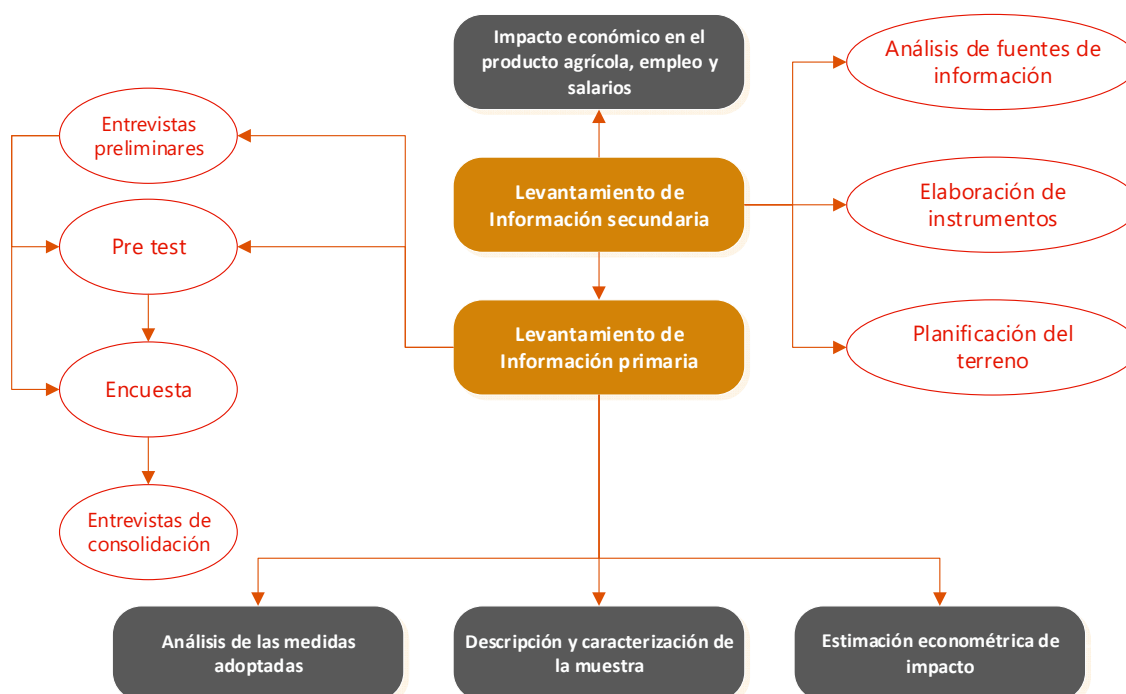 Impacto económico en el
producto agrícola, empleo y
salarios
Análisis de fuentes de
información
Entrevistas
preliminares
Levantamiento de
Información secundaria
Elaboración de
instrumentos
Pre test
Levantamiento de
Información primaria
Planificación del
terreno
Encuesta
Entrevistas de
consolidación
Análisis de las medidas
adoptadas
Descripción y caracterización de
la muestra
Estimación econométrica de
impacto